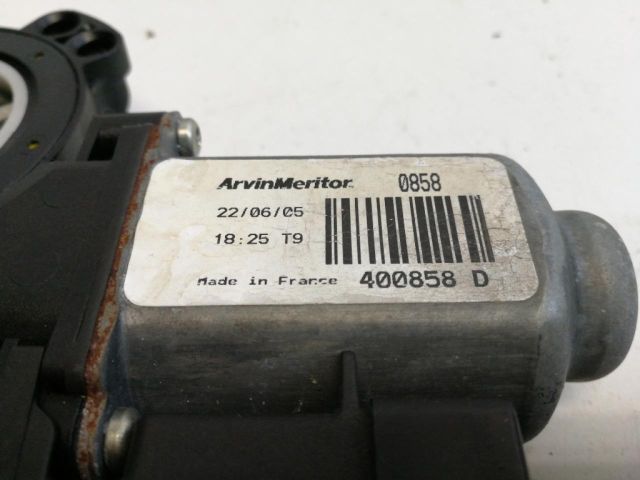 ArvinMeritor 0858
22/06/05
18:25 T9
Made in France 400858 D